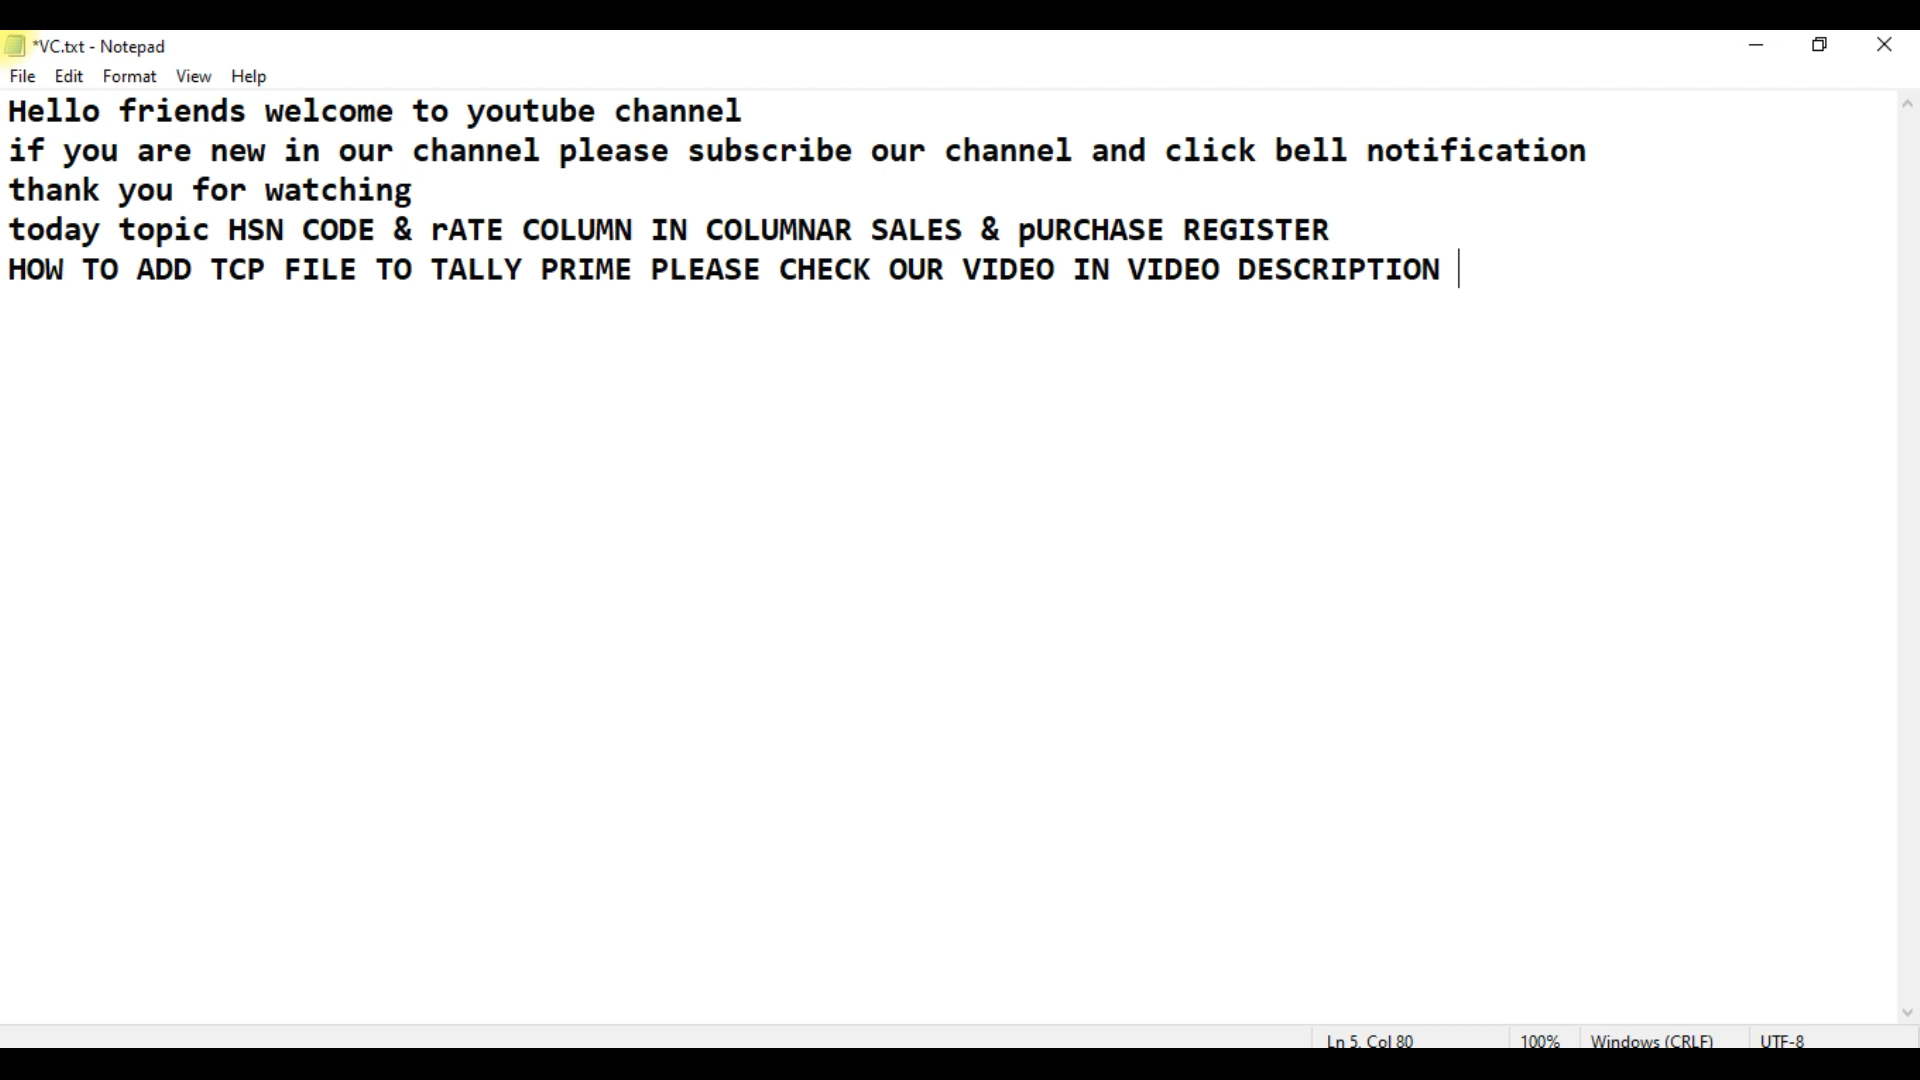 *VC.txt - Notepad
File Edit Format View Help
Hello friends welcome to youtube channel
if you are new in our channel please subscribe our channel and click bell notification
thank you for watching
today topic HSN CODE & rATE COLUMN IN COLUMNAR SALES & pURCHASE REGISTER
HOW TO ADD TCP FILE TO TALLY PRIME PLEASE CHECK OUR VIDEO IN VIDEO DESCRIPTION
Ln 5, Col 80 100% Windows (CRLF) UTF-8